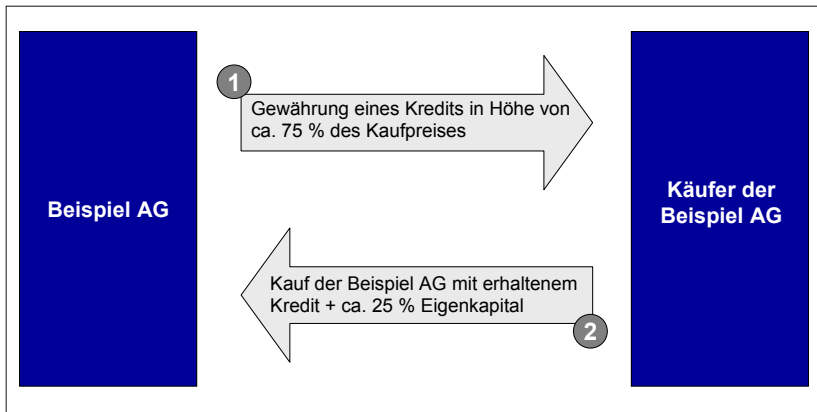 1
Gewährung eines Kredits in Höhe von
ca. 75 % des Kaufpreises
Beispiel AG
Käufer der
Beispiel AG
Kauf der Beispiel AG mit erhaltenem
Kredit + ca. 25 % Eigenkapital
2